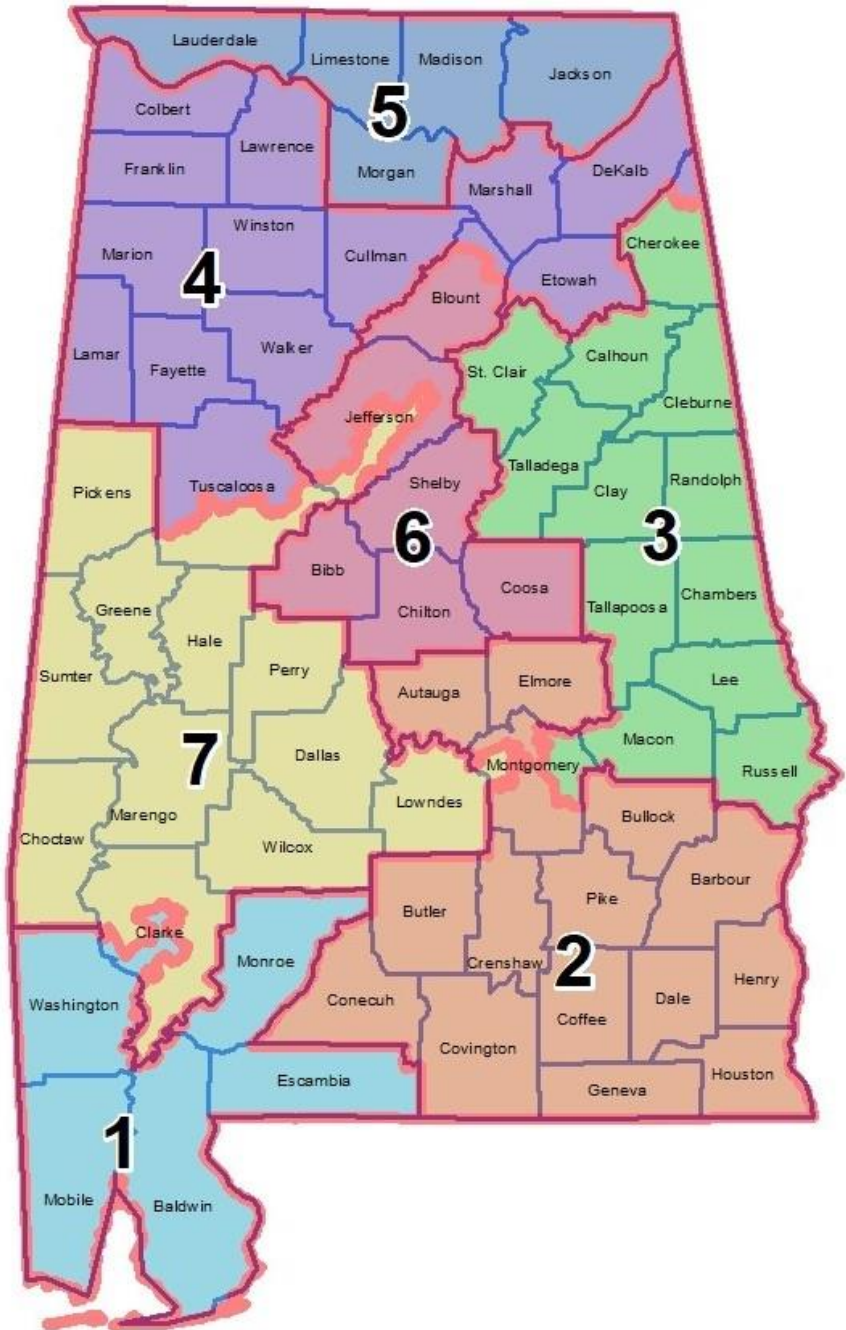 Lauderdale
Limestone
Madison
Jackson
Colbert
5
Lawrence
Franklin
Morgan
Marshall
DeKalb
Winston
Marion
Cullman
Cherokee
4
Etowah
Blount
Lamar
Walker
Fayette
Calhoun
St. Clair
Cleburne
Jefferson
Talladega
Tuscaloosa
Shelby
Pickens
Clay
Randolph
6
3
Bibb
Coosa
Chambers
Greene
Chilton
Tallapoosa
Hale
Perry
Sumter
Lee
Autauga
Elmore
Macon
7
Dallas
Montgomery
Russell
Lowndes
Marengo
Bullock
Choctaw
Wilcox
Barbour
Butler
Pike
Clarke
Monroe
Crenshaw
2
Henry
Washington
Conecuh
Dale
Coffee
Covington
Escambia
Houston
Geneva
1
Mobile
Baldwin